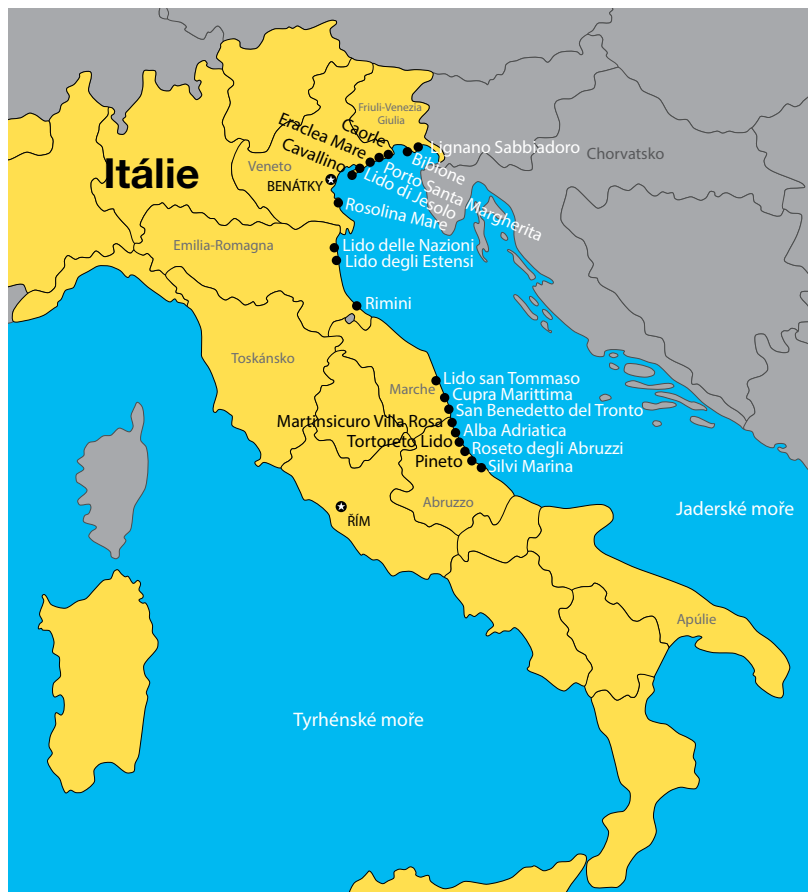 Friuli-Venezia
Giulia
Itálie
Veneto
BENÁTKY
Cavallino
Eraclea Mare
Caorle
Lignano Sabbiadoro
Bibione
Porto Santa Margherita
Lido di Jesolo
Chorvatsko
Rosolina Mare
Emilia-Romagna
Lido delle Nazioni
Lido degli Estensi
Rimini
Toskánsko
Marche
Lido san Tommaso
Cupra Marittima
San Benedetto del Tronto
Martinsicuro Villa Rosa
Alba Adriatica
Tortoreto Lido
Roseto degli Abruzzi
Pineto
Silvi Marina
Abruzzo
ŘÍM
Jaderské moře
Apúlie
Tyrhénské moře